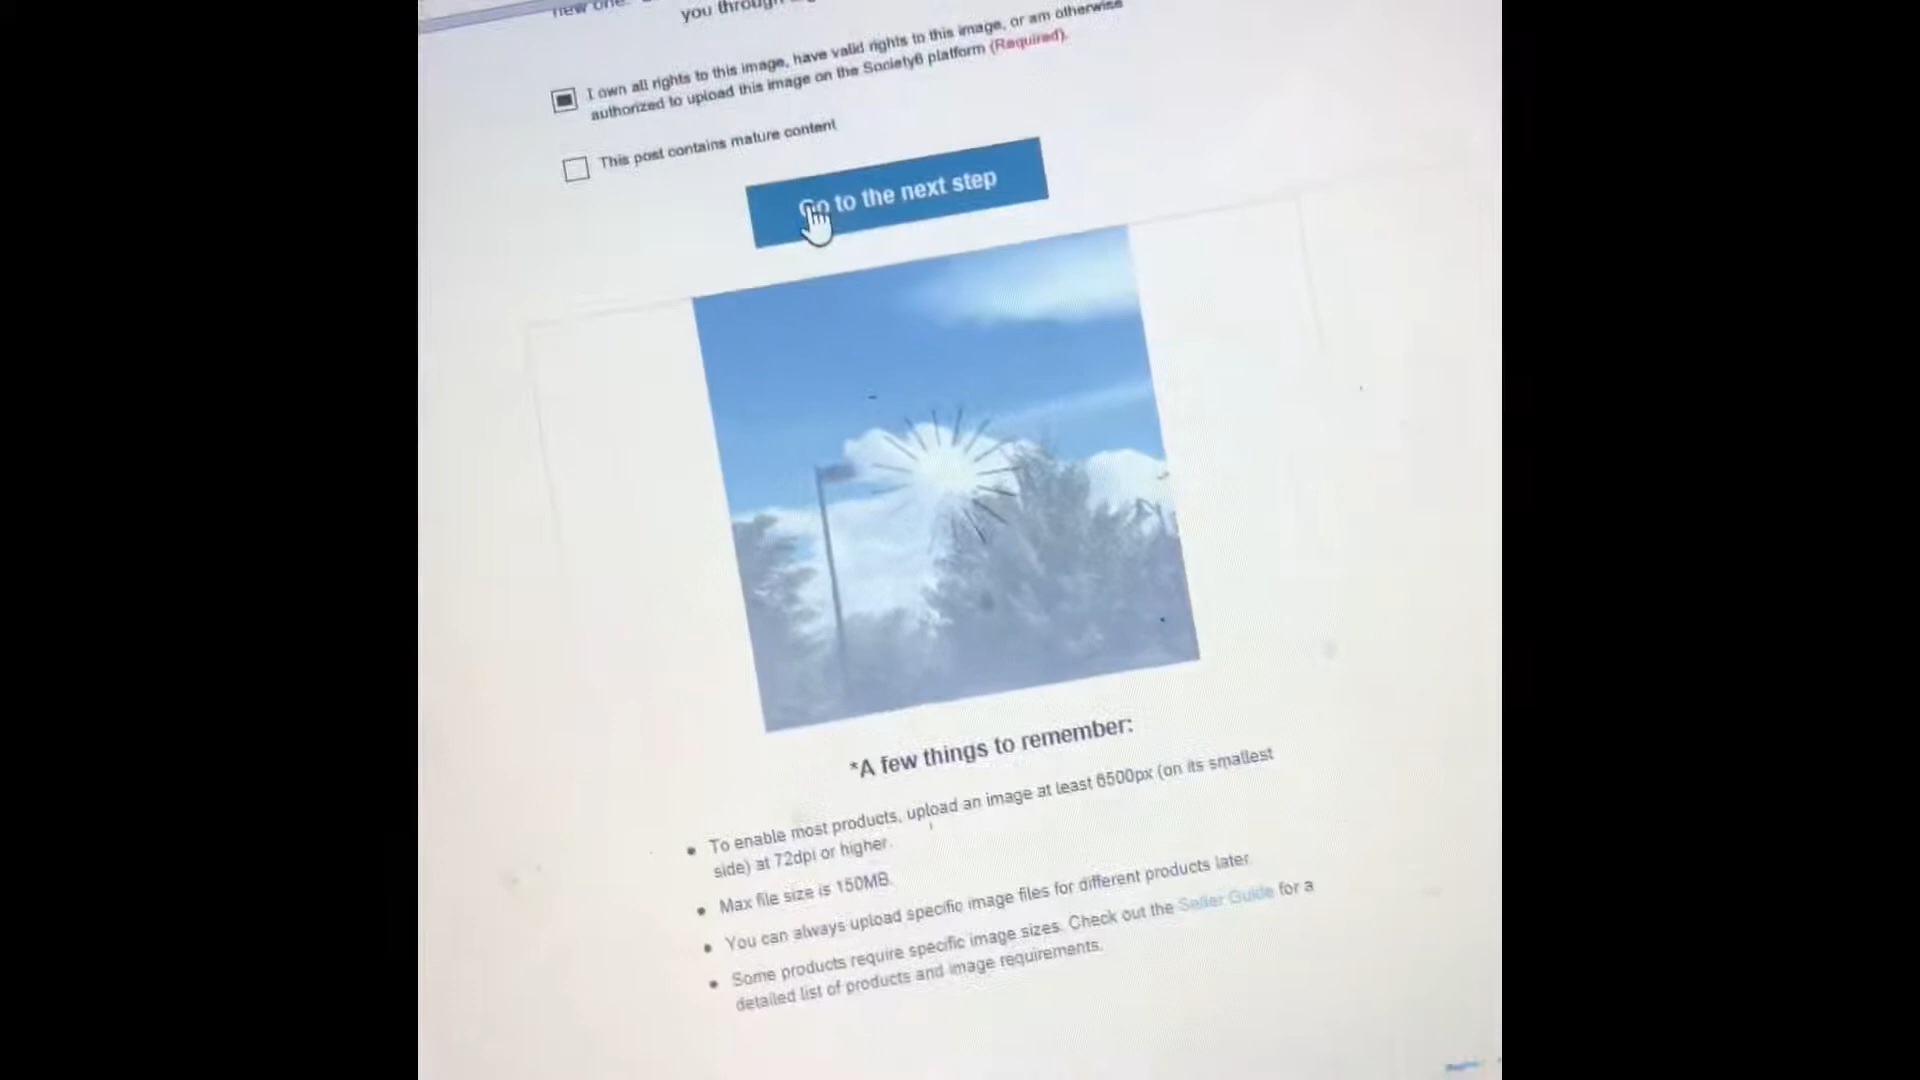 new one.
you through
I own all rights to this image, have valid rights to this image, or am otherwise
authorized to upload this image on the Society6 platform (Required).
This post contains mature content
Go to the next step
*A few things to remember:
To enable most products, upload an image at least 6500px (on its smallest
side) at 72dpi or higher.
Max file size is 150MB.
You can always upload specific image files for different products later.
Some products require specific image sizes. Check out the Seller Guide for a
detailed list of products and image requirements.